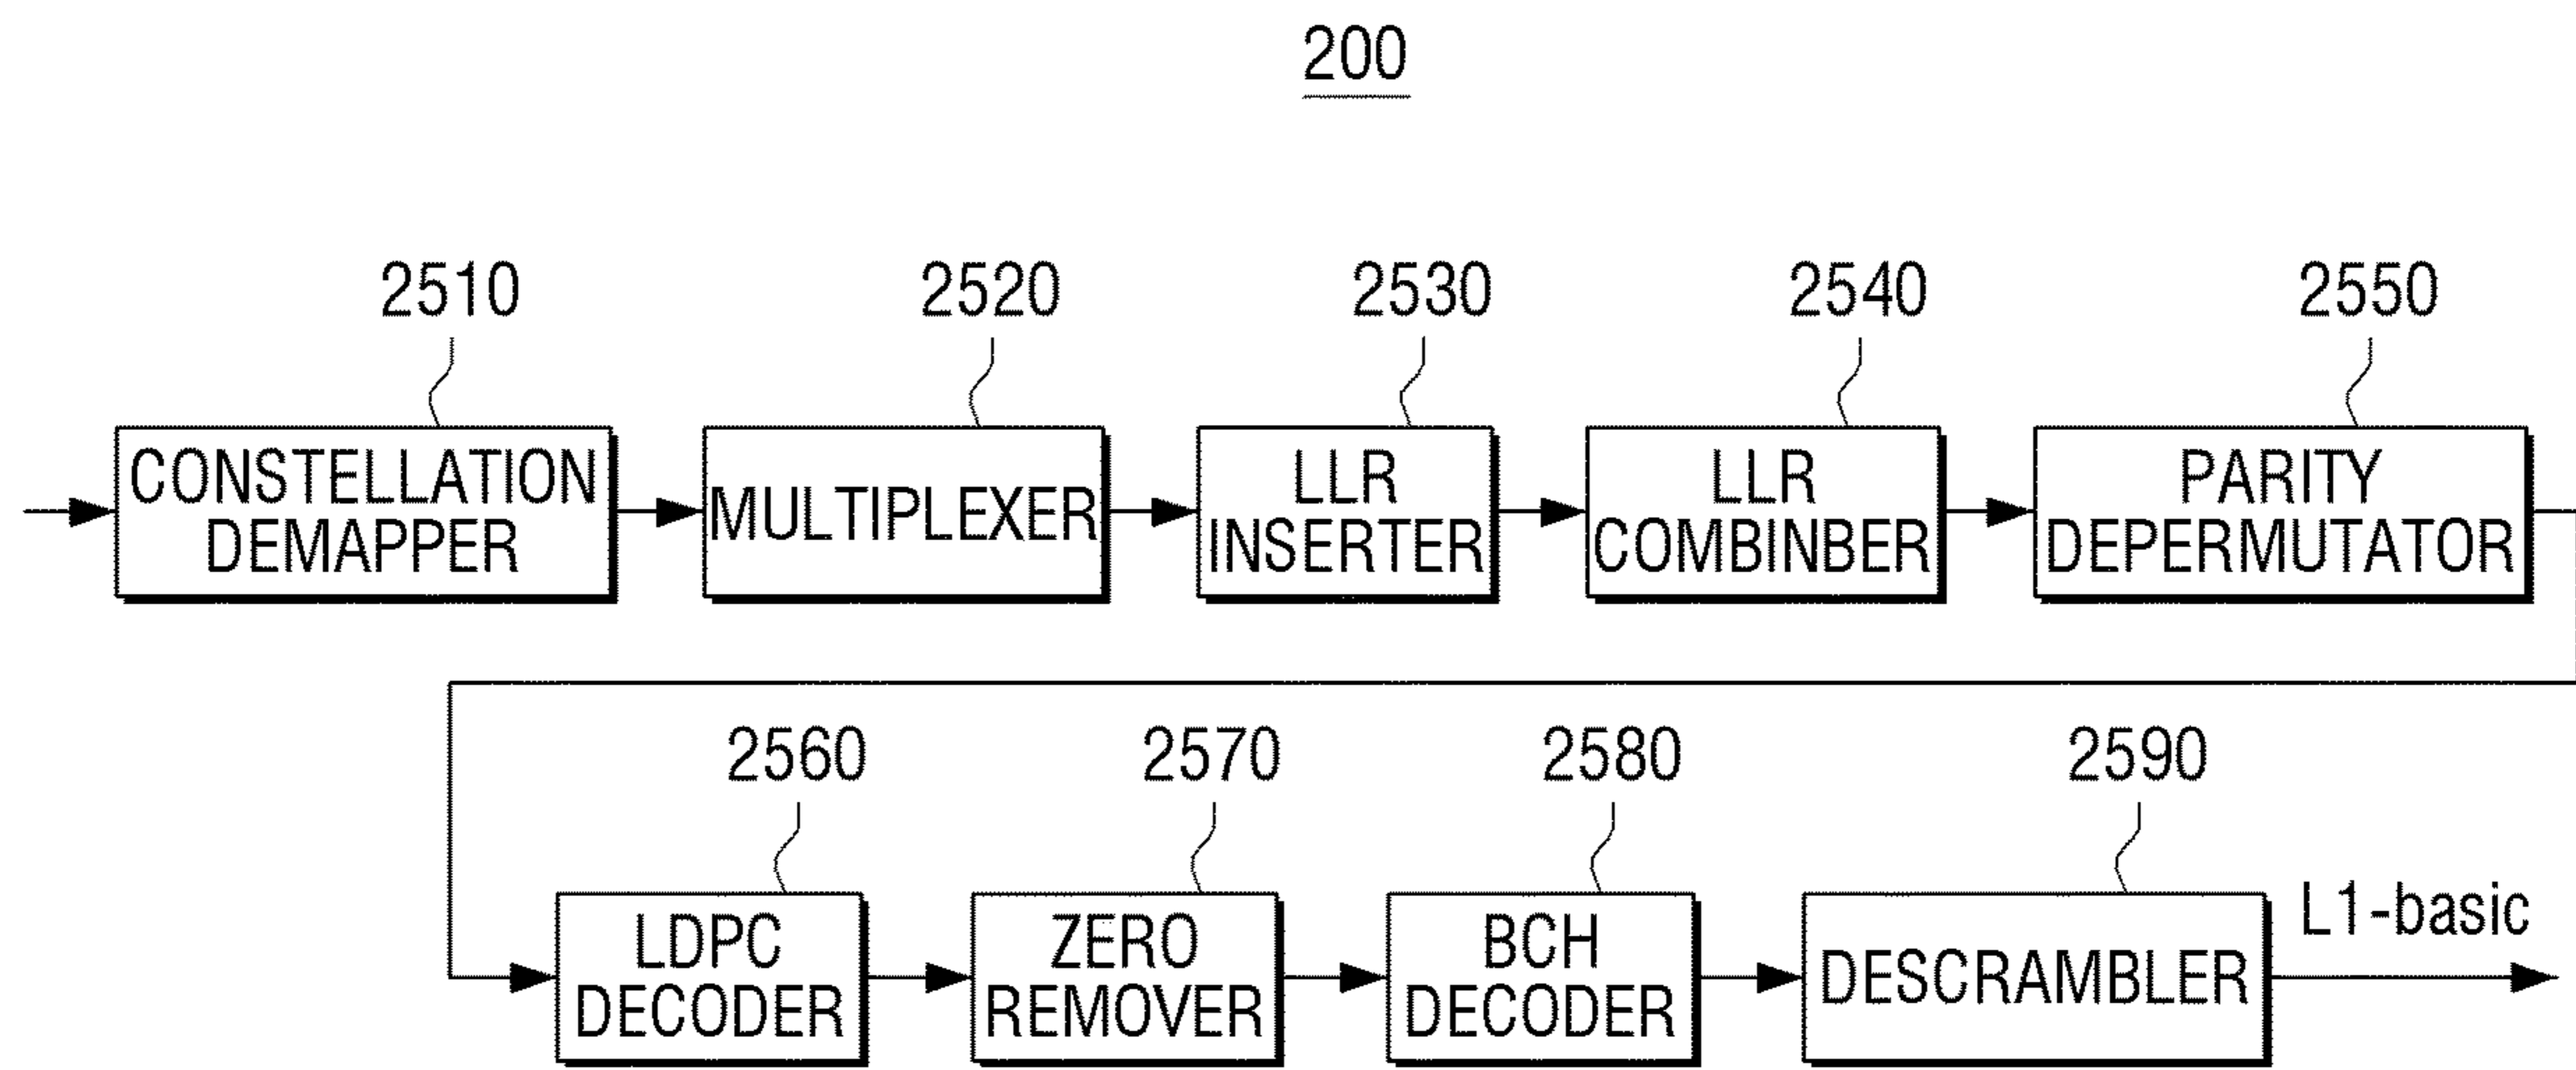 200
2510
2520
2530
2540
2550
CONSTELLATION
DEMAPPER
MULTIPLEXER
LLR
INSERTER
LLR
COMBINBER
PARITY
DEPERMUTATOR
2560
2570
2580
2590
LDPC
DECODER
ZERO
REMOVER
BCH
DECODER
DESCRAMBLER
L1-basic